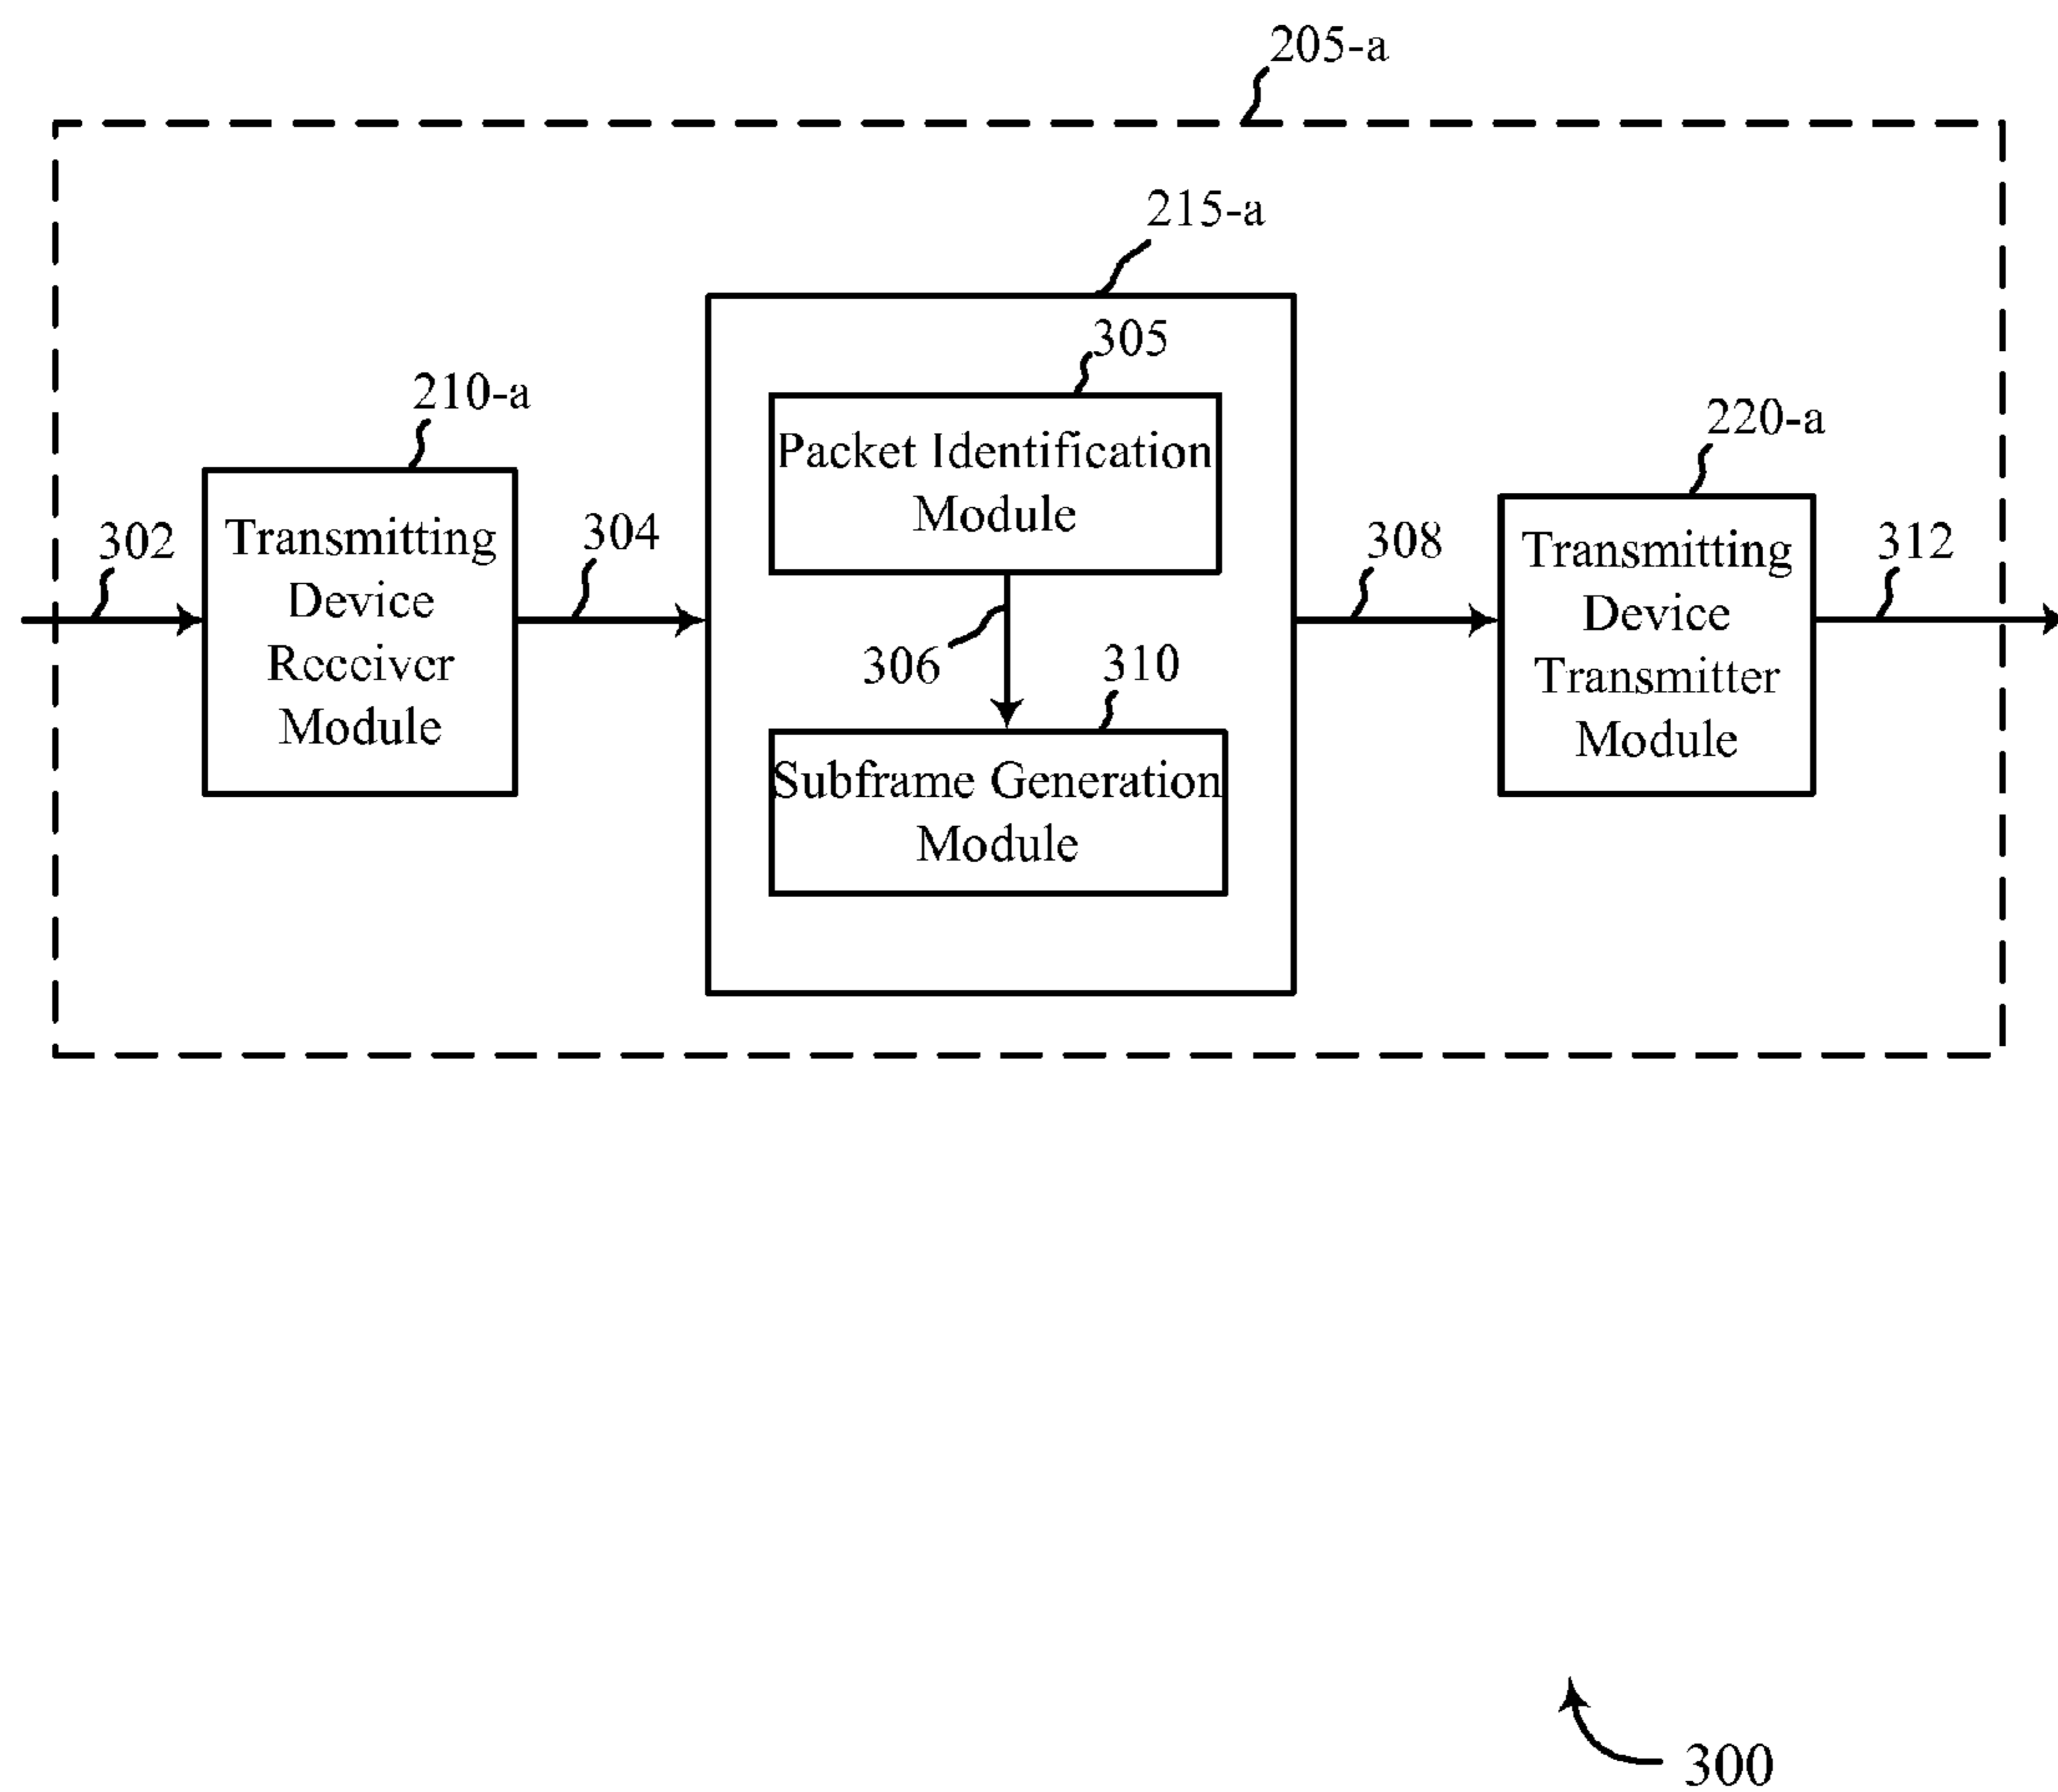 205-a
215-a
305
210-a
Packet Identification
Module
220-a
302
Transmitting
Device
Receiver
Module
304
308
Transmitting
Device
Transmitter
Module
312
306
310
Subframe Generation
Module
300